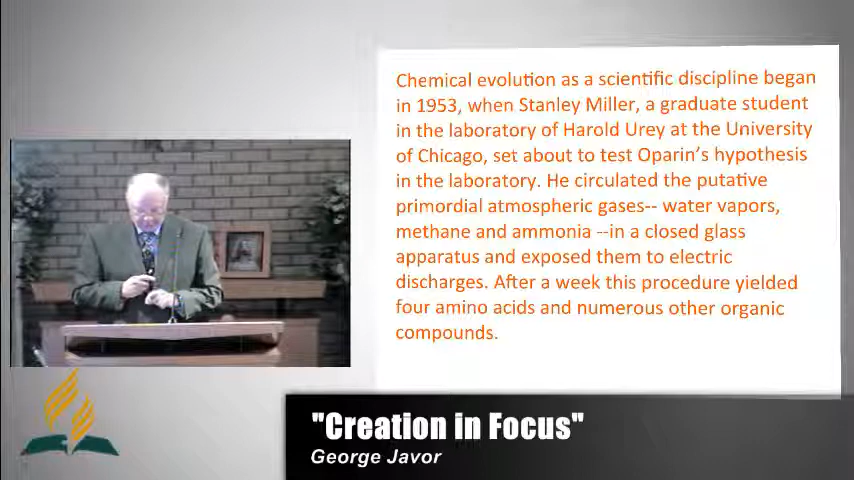 Chemical evolution as a scientific discipline began
in 1953, when Stanley Miller, a graduate student
in the laboratory of Harold Urey at the University
of Chicago, set about to test Oparin's hypothesis
in the laboratory. He circulated the putative
primordial atmospheric gases-- water vapors,
methane and ammonia --in a closed glass
apparatus and exposed them to electric
discharges. After a week this procedure yielded
four amino acids and numerous other organic
compounds.
"Creation in Focus"
George Javor